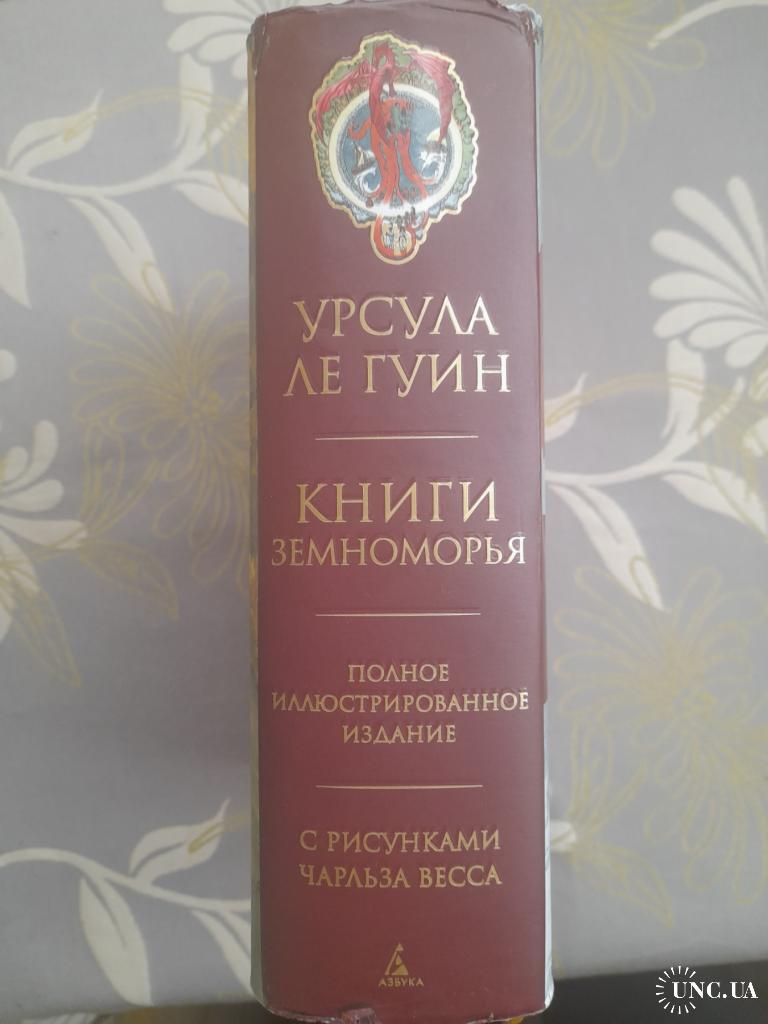 УРСУЛА
ЛЕ ГУИН
КНИГИ
ЗЕМНОМОРЬЯ
ПОЛНОЕ
ИЛЛЮСТРИРОВАННОЕ
ИЗДАНИЕ
С РИСУНКАМИ
ЧАРЛЬЗА ВЕССА
АЗБУКА
UNC.UA